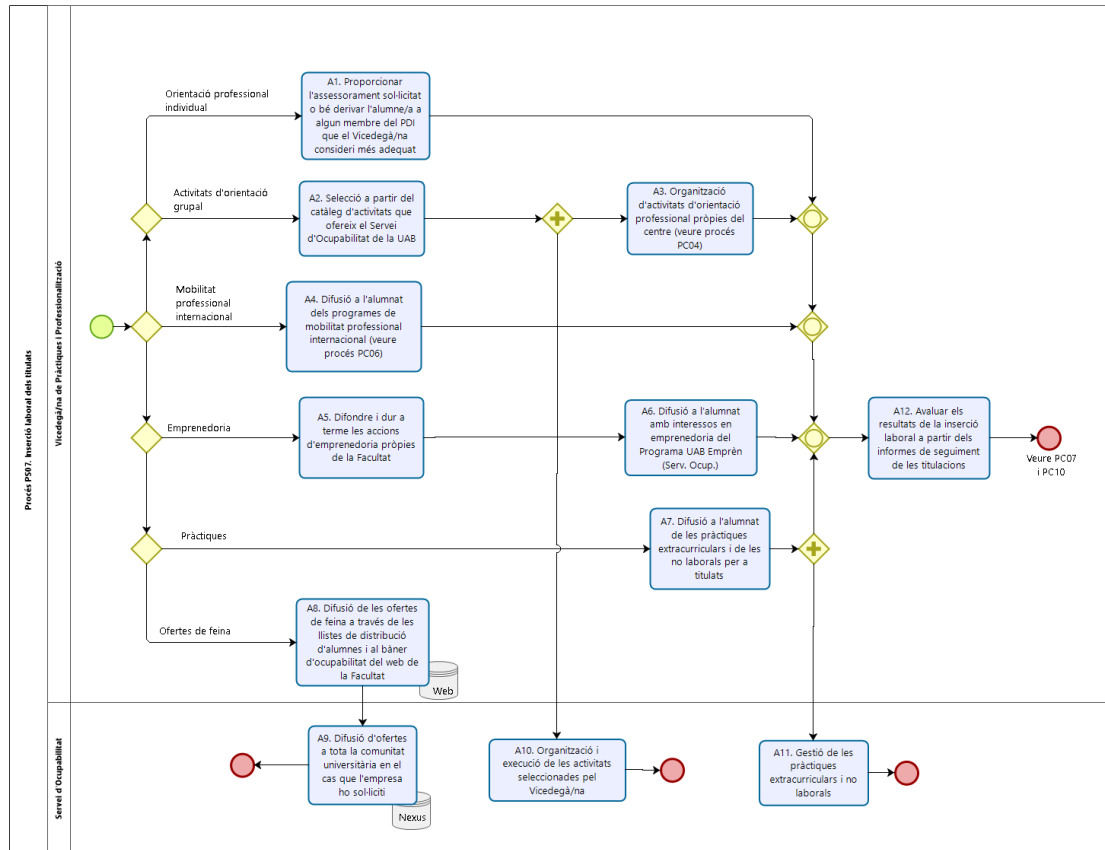 Procés PS07. Inserció laboral dels titulats
Vicedegà/na de Pràctiques i Professionalització
Orientació professional
individual
A1. Proporcionar
l'assessorament sol·licitat
o bé derivar l'alumne/a a
algun membre del PDI
que el Vicedegà/na
consideri més adequat
Activitats d'orientació
grupal
A2. Selecció a partir del
catàleg d'activitats que
ofereix el Servei
d'Ocupabilitat de la UAB
A3. Organització
d'activitats d'orientació
professional pròpies del
centre (veure procés
PC04)
Mobilitat
professional
internacional
A4. Difusió a l'alumnat
dels programes de
mobilitat professional
internacional (veure
procés PC06)
Emprenedoria
A5. Difondre i dur a
terme les accions
d'emprenedoria pròpies
de la Facultat
A6. Difusió a l'alumnat
amb interessos en
emprenedoria del
Programa UAB Emprèn
(Serv. Ocup.)
A12. Avaluar els
resultats de la inserció
laboral a partir dels
informes de seguiment
de les titulacions
Veure PC07
i PC10
Pràctiques
A7. Difusió a l'alumnat
de les pràctiques
extracurriculars i de les
no laborals per a
titulats
Ofertes de feina
A8. Difusió de les ofertes
de feina a través de les
llistes de distribució
d'alumnes i al bàner
d'ocupabilitat del web de
la Facultat
Web
Servei d'Ocupabilitat
A9. Difusió d'ofertes
a tota la comunitat
universitària en el
cas que l'empresa
ho sol·liciti
Nexus
A10. Organització i
execució de les activitats
seleccionades pel
Vicedegà/na
A11. Gestió de les
pràctiques
extracurriculars i no
laborals